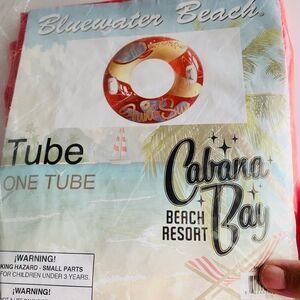 Bluewater Beach®
Tube
ONE TUBE
Cabana
BEACH
RESORT
Bay
¡WARNING!
KING HAZARD - SMALL PARTS
FOR CHILDREN UNDER 3 YEARS.
¡WARNING!